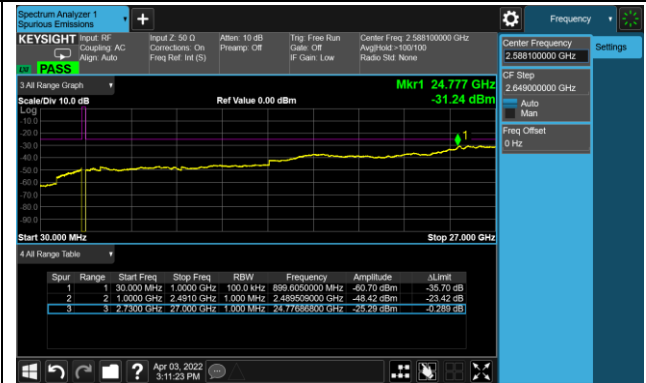 Spectrum Analyzer 1
Spurious Emissions
Frequency
KEYSIGHT Input: RF
Coupling: AC
Align: Auto
Input Z: 50 Ω
Corrections: On
Freq Ref: Int (S)
Atten: 10 dB
Preamp: Off
Trig: Free Run
Gate: Off
IF Gain: Low
Center Freq: 2.588100000 GHz
Avg|Hold:>100/100
Radio Std: None
PASS
Center Frequency
2.588100000 GHz
Settings
CF Step
2.649000000 GHz
Auto
Man
Freq Offset
0 Hz
3 All Range Graph
Mkr1 24.777 GHz
-31.24 dBm
Scale/Div 10.0 dB
Ref Value 0.00 dBm
Log
-10.0
-20.0
-30.0
-40.0
-50.0
-60.0
-70.0
-80.0
-90.0
1
Start 30.000 MHz
Stop 27.000 GHz
4 All Range Table
Spur Range Start Freq Stop Freq RBW Frequency Amplitude ΔLimit
1 1 30.000 MHz 1.0000 GHz 100.0 kHz 899.6050000 MHz -60.70 dBm -35.70 dB
2 2 1.0000 GHz 2.4910 GHz 1.000 MHz 2.489509000 GHz -48.42 dBm -23.42 dB
3 3 2.7300 GHz 27.000 GHz 1.000 MHz 24.77686800 GHz -25.29 dBm -0.289 dB
?
Apr 03, 2022
3:11:23 PM